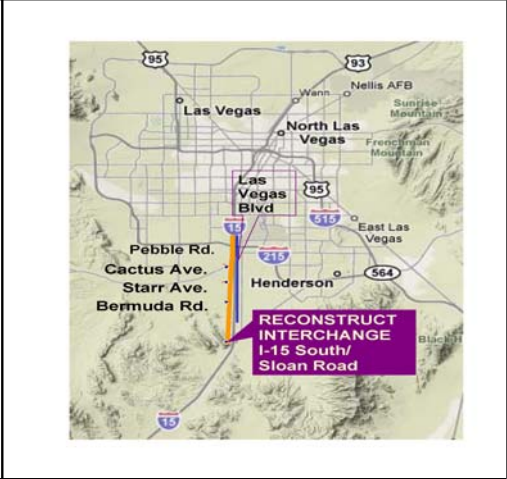 95
93
Nellis AFB
Wann
Las Vegas
Sunrise
Mountain
North Las
Vegas
Frenchman
Mountain
Las
Vegas
Blvd
95
15
515
East Las
Vegas
Pebble Rd.
215
Cactus Ave.
564
Starr Ave.
Henderson
Bermuda Rd.
RECONSTRUCT
INTERCHANGE
I-15 South/
Sloan Road
Black H
15